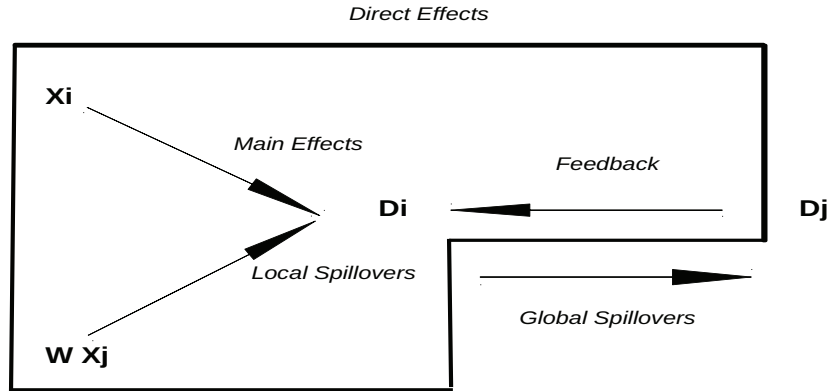 Direct Effects
Xi
Main Effects
Feedback
Di
Dj
Local Spillovers
Global Spillovers
W Xj